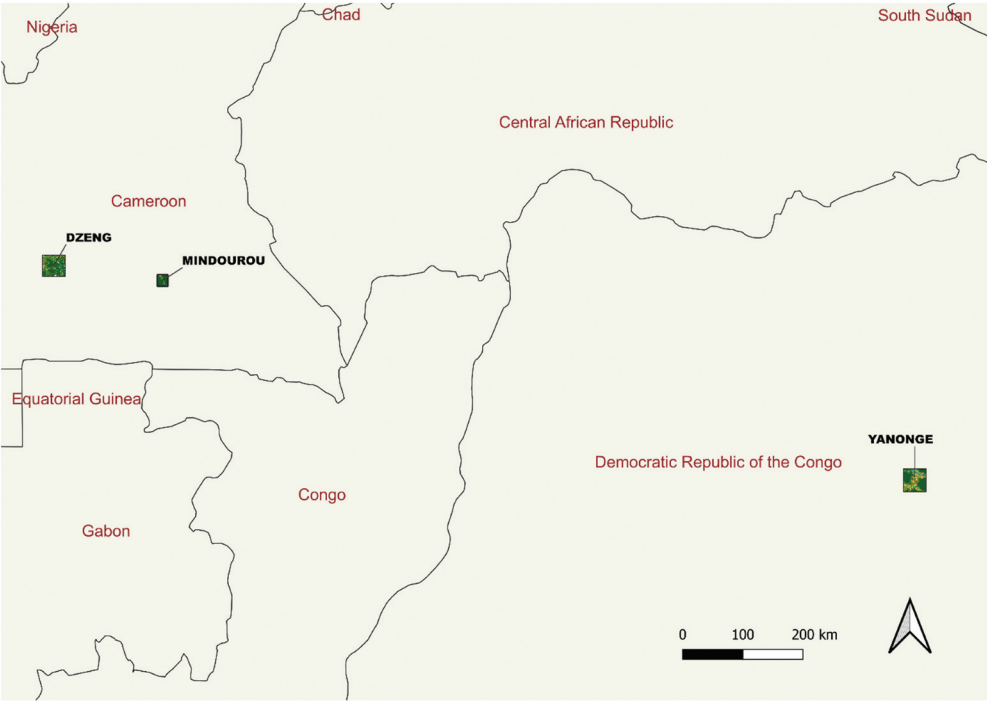 Chad
South Sudan
Nigeria
Central African Republic
Cameroon
DZENG
MINDOUROU
Equatorial Guinea
YANONGE
Democratic Republic of the Congo
Congo
Gabon
0 100 200 km